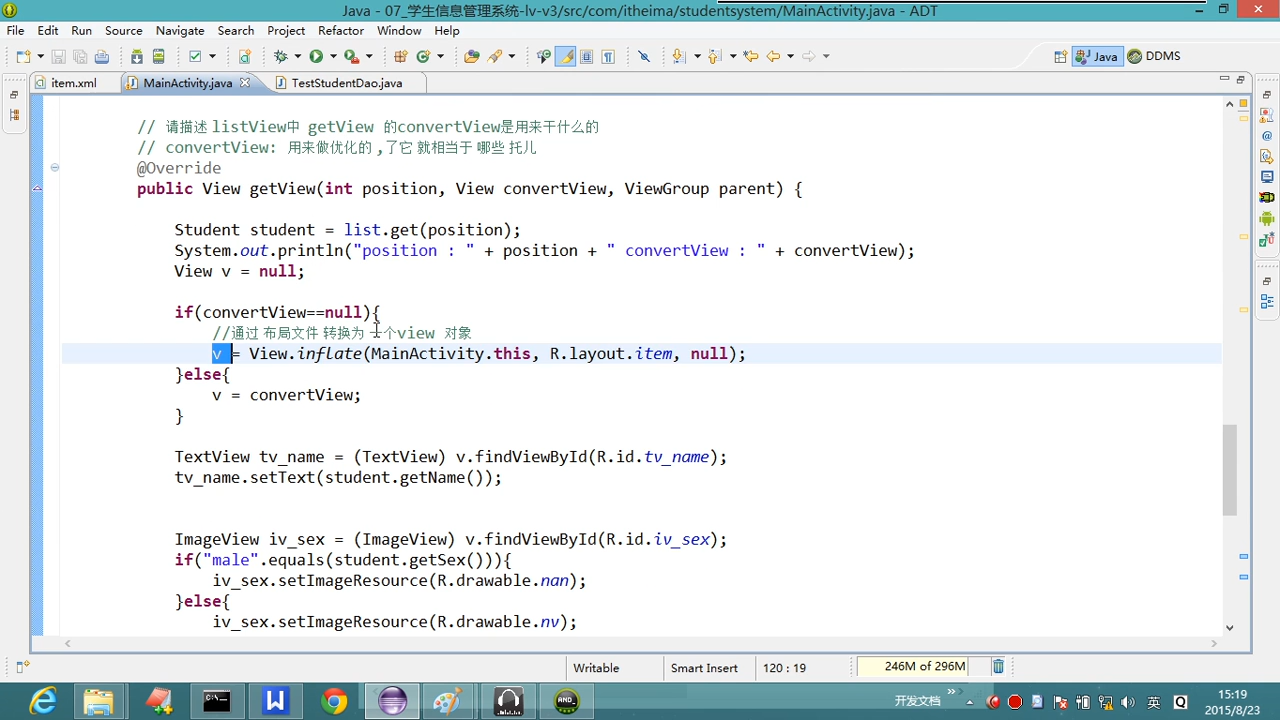 Java - 07_学生信息管理系统-lv-v3/src/com/itheima/studentsystem/MainActivity.java - ADT
File Edit Run Source Navigate Search Project Refactor Window Help
Java DDMS
item.xml MainActivity.java TestStudentDao.java
// 请描述 listView中 getView 的convertView是用来干什么的
// convertView: 用来做优化的 ,了它 就相当于 哪些 托儿
@Override
public View getView(int position, View convertView, ViewGroup parent) {
Student student = list.get(position);
System.out.println("position : " + position + " convertView : " + convertView);
View v = null;
if(convertView==null){
//通过 布局文件 转换为 一个view 对象
v = View.inflate(MainActivity.this, R.layout.item, null);
}else{
v = convertView;
}
TextView tv_name = (TextView) v.findViewById(R.id.tv_name);
tv_name.setText(student.getName());
ImageView iv_sex = (ImageView) v.findViewById(R.id.iv_sex);
if("male".equals(student.getSex())){
iv_sex.setImageResource(R.drawable.nan);
}else{
iv_sex.setImageResource(R.drawable.nv);
Writable Smart Insert 120 : 19 246M of 296M
开发文档 英 15:19
2015/8/23